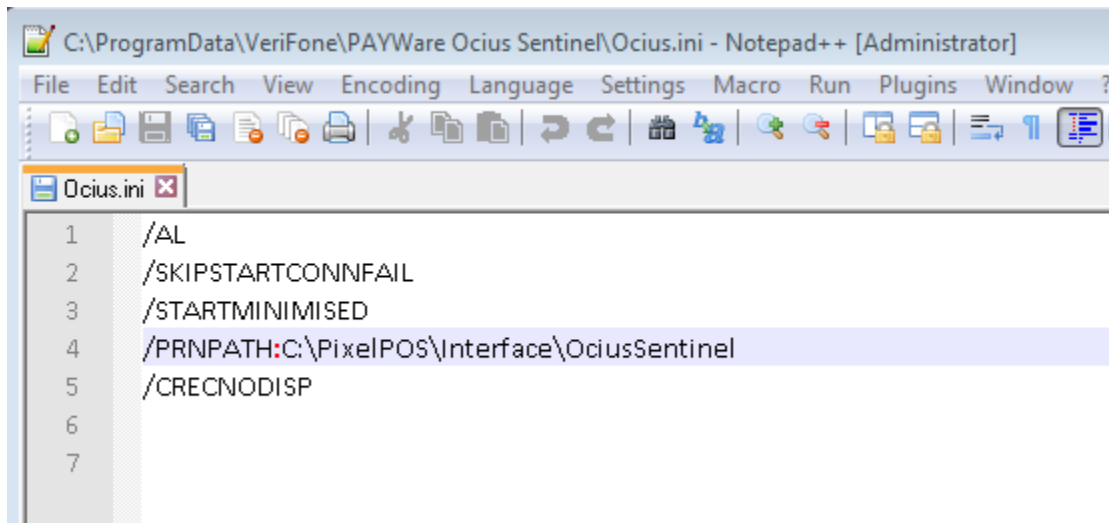 C:\ProgramData\VeriFone\PAYWare Ocius Sentinel\Ocius.ini - Notepad++ [Administrator]
File Edit Search View Encoding Language Settings Macro Run Plugins Window ?
Ocius.ini
1 /AL
2 /SKIPSTARTCONNFAIL
3 /STARTMINIMISED
4 /PRNPATH:C:\PixelPOS\Interface\OciusSentinel
5 /CRECNODISP
6
7